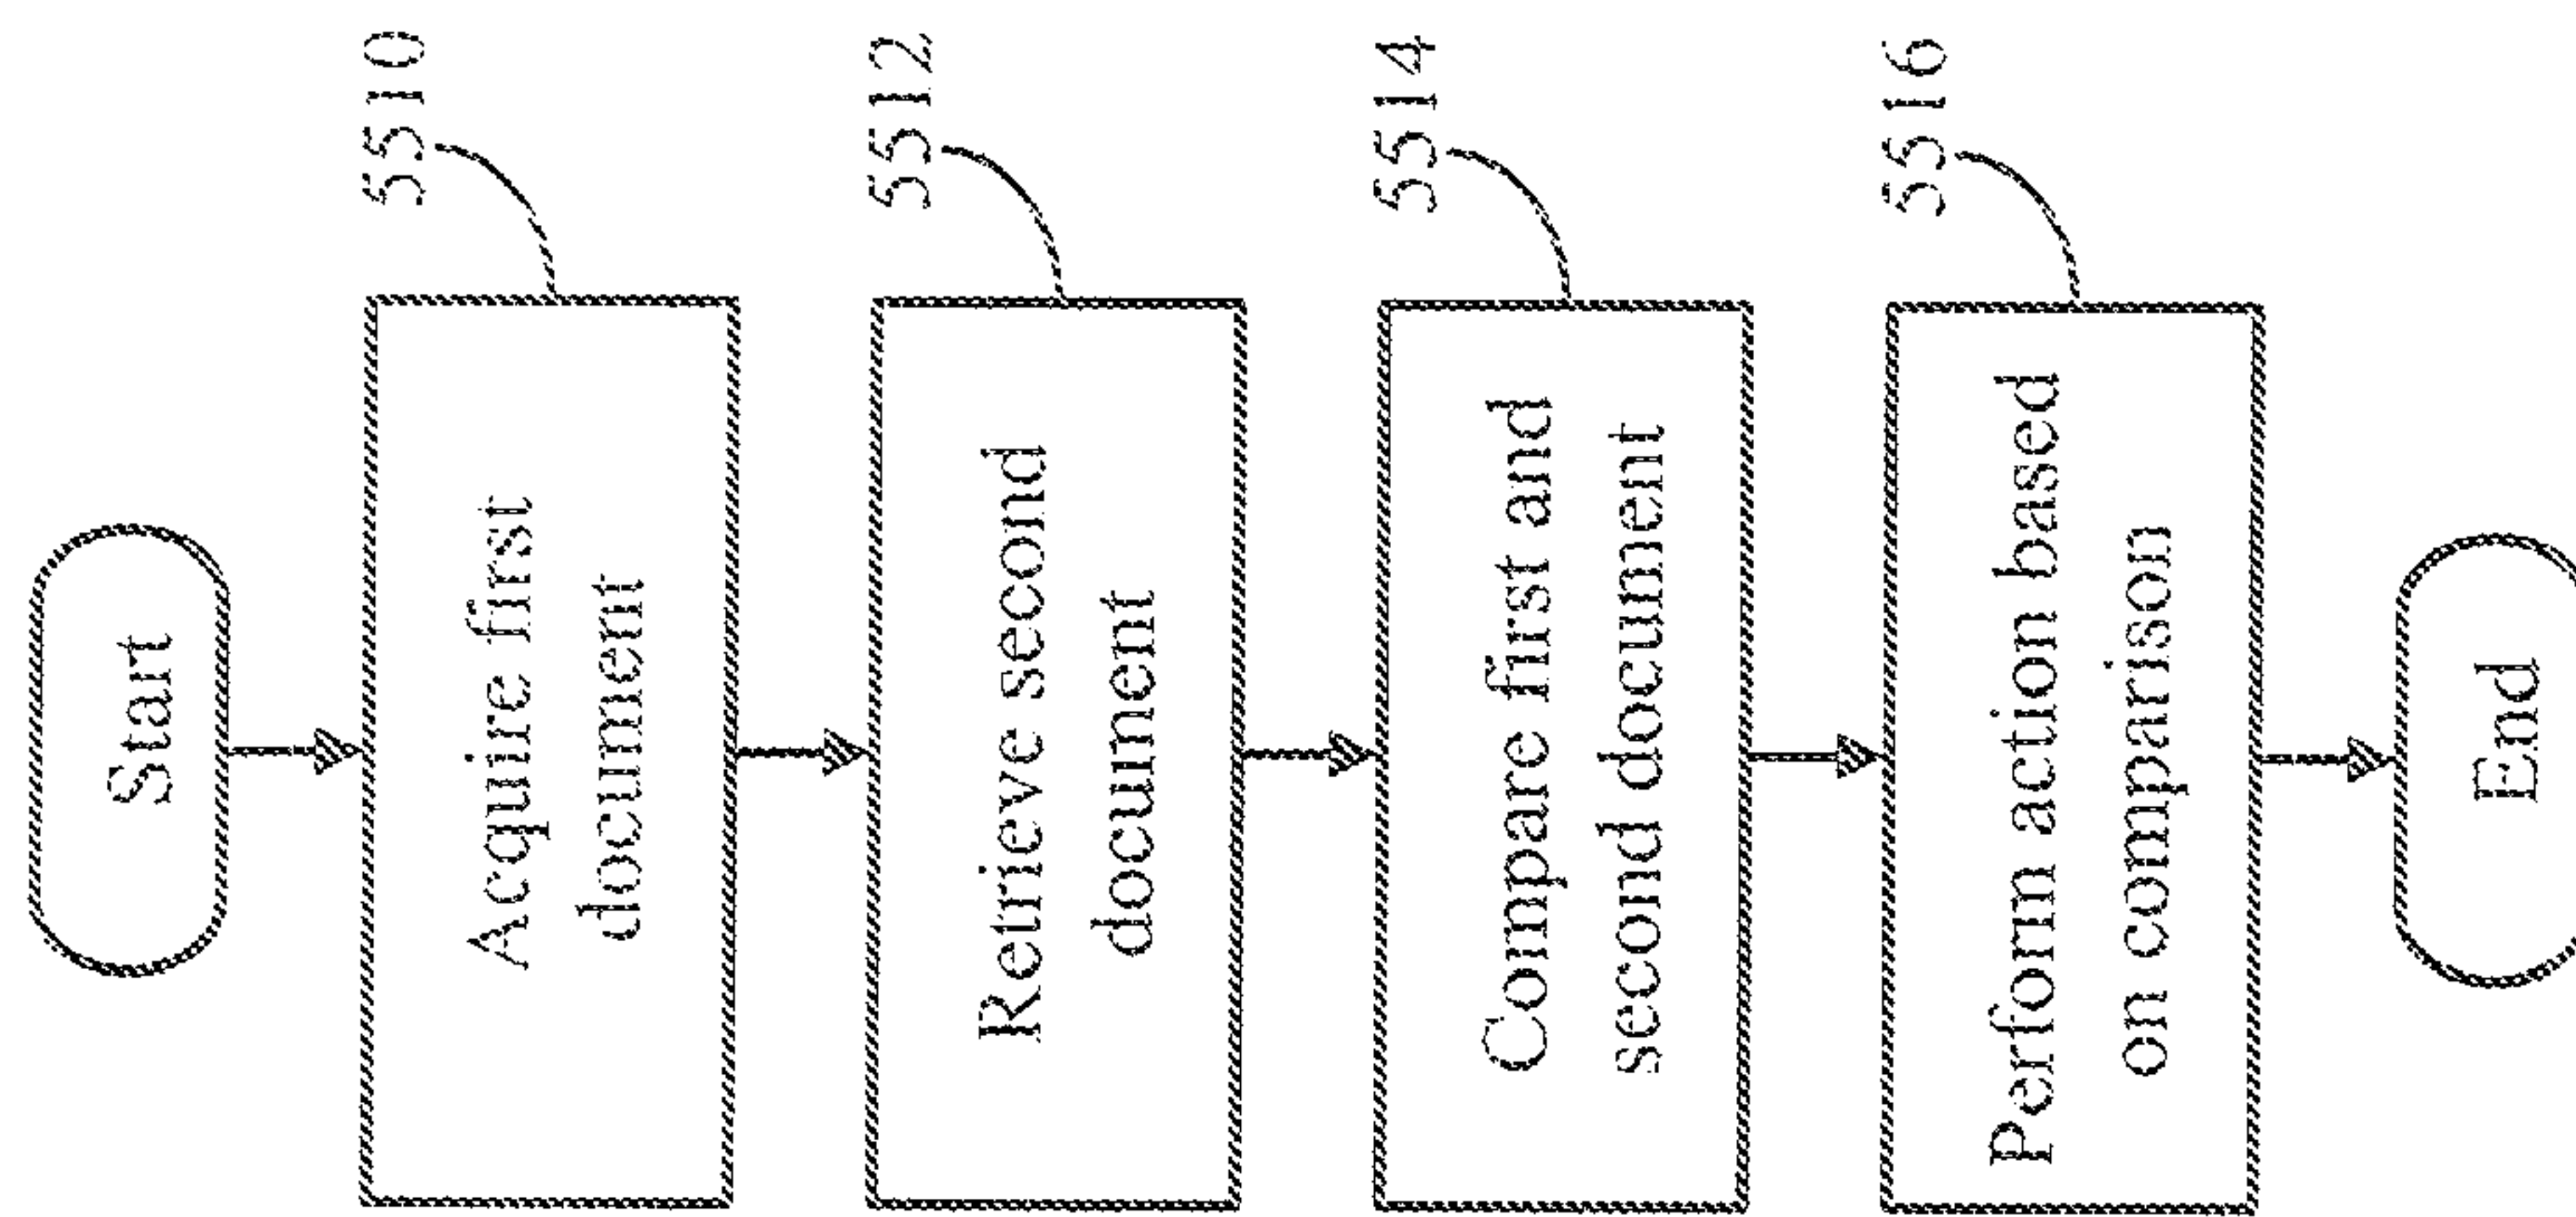 Start
5510
Acquire first
document
5512
Retrieve second
document
5514
Compare first and
second document
5516
Perform action based
on comparison
End